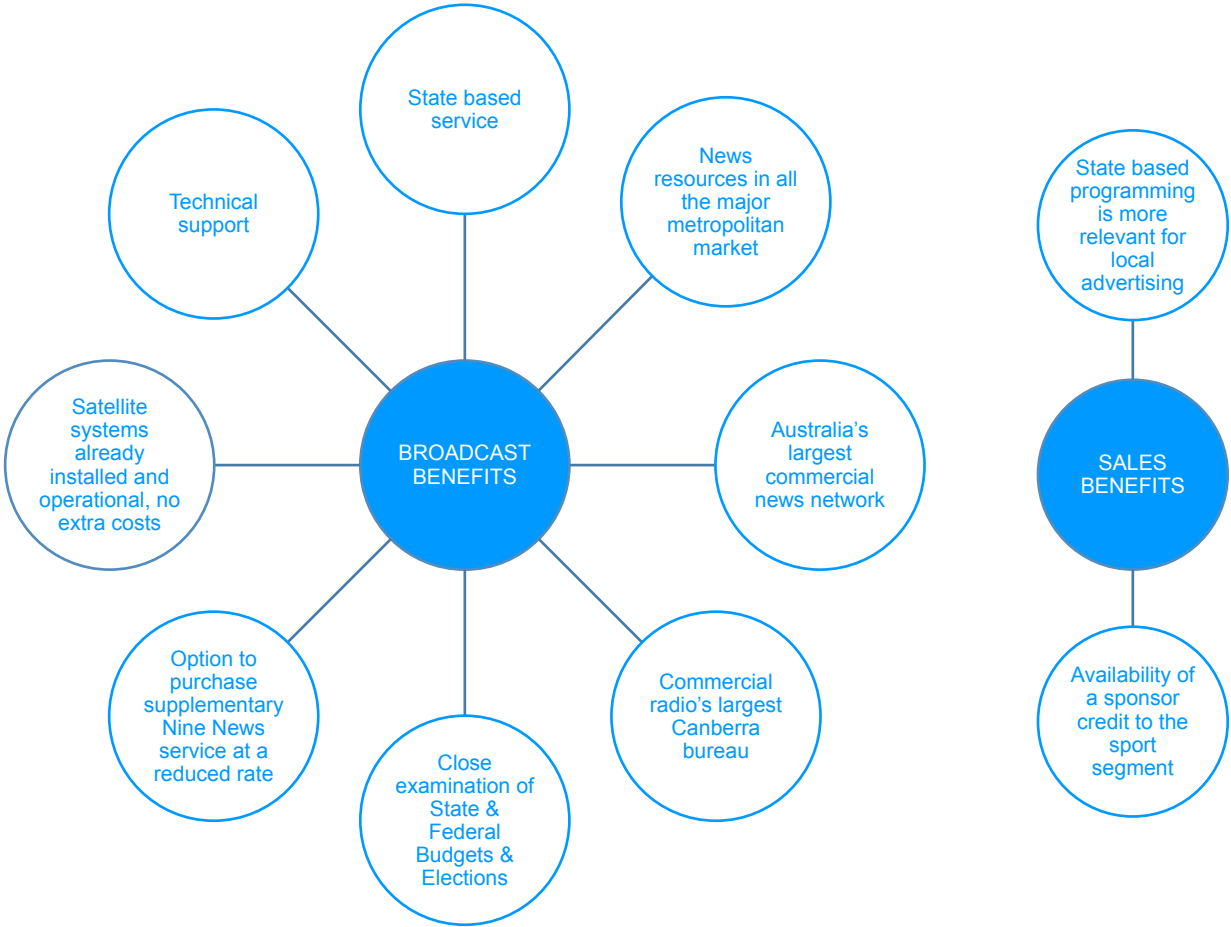 State based
service
News
resources in all
the major
metropolitan
market
Australia’s
largest
commercial
news network
Commercial
radio’s largest
Canberra
bureau
Close
examination of
State &
Federal
Budgets &
Elections
Option to
purchase
supplementary
Nine News
service at a
reduced rate
Satellite
systems
already
installed and
operational, no
extra costs
Technical
support
BROADCAST
BENEFITS
State based
programming
is more
relevant for
local
advertising
SALES
BENEFITS
Availability of
a sponsor
credit to the
sport
segment